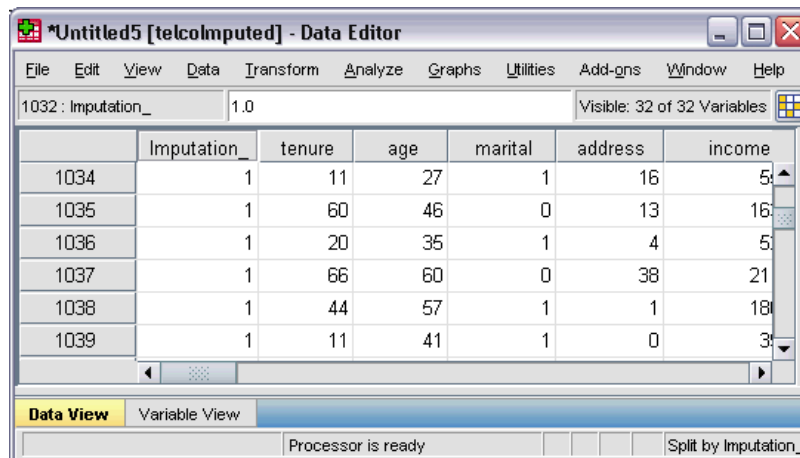 *Untitled5 [telcoImputed] - Data Editor
File Edit View Data Transform Analyze Graphs Utilities Add-ons Window Help
1032 : Imputation_ 1.0 Visible: 32 of 32 Variables
Imputation_ tenure age marital address income
1034 1 11 27 1 16
1035 1 60 46 0 13
1036 1 20 35 1 4
1037 1 66 60 0 38 21
1038 1 44 57 1 1
1039 1 11 41 1 0
Data View Variable View
Processor is ready Split by Imputation_